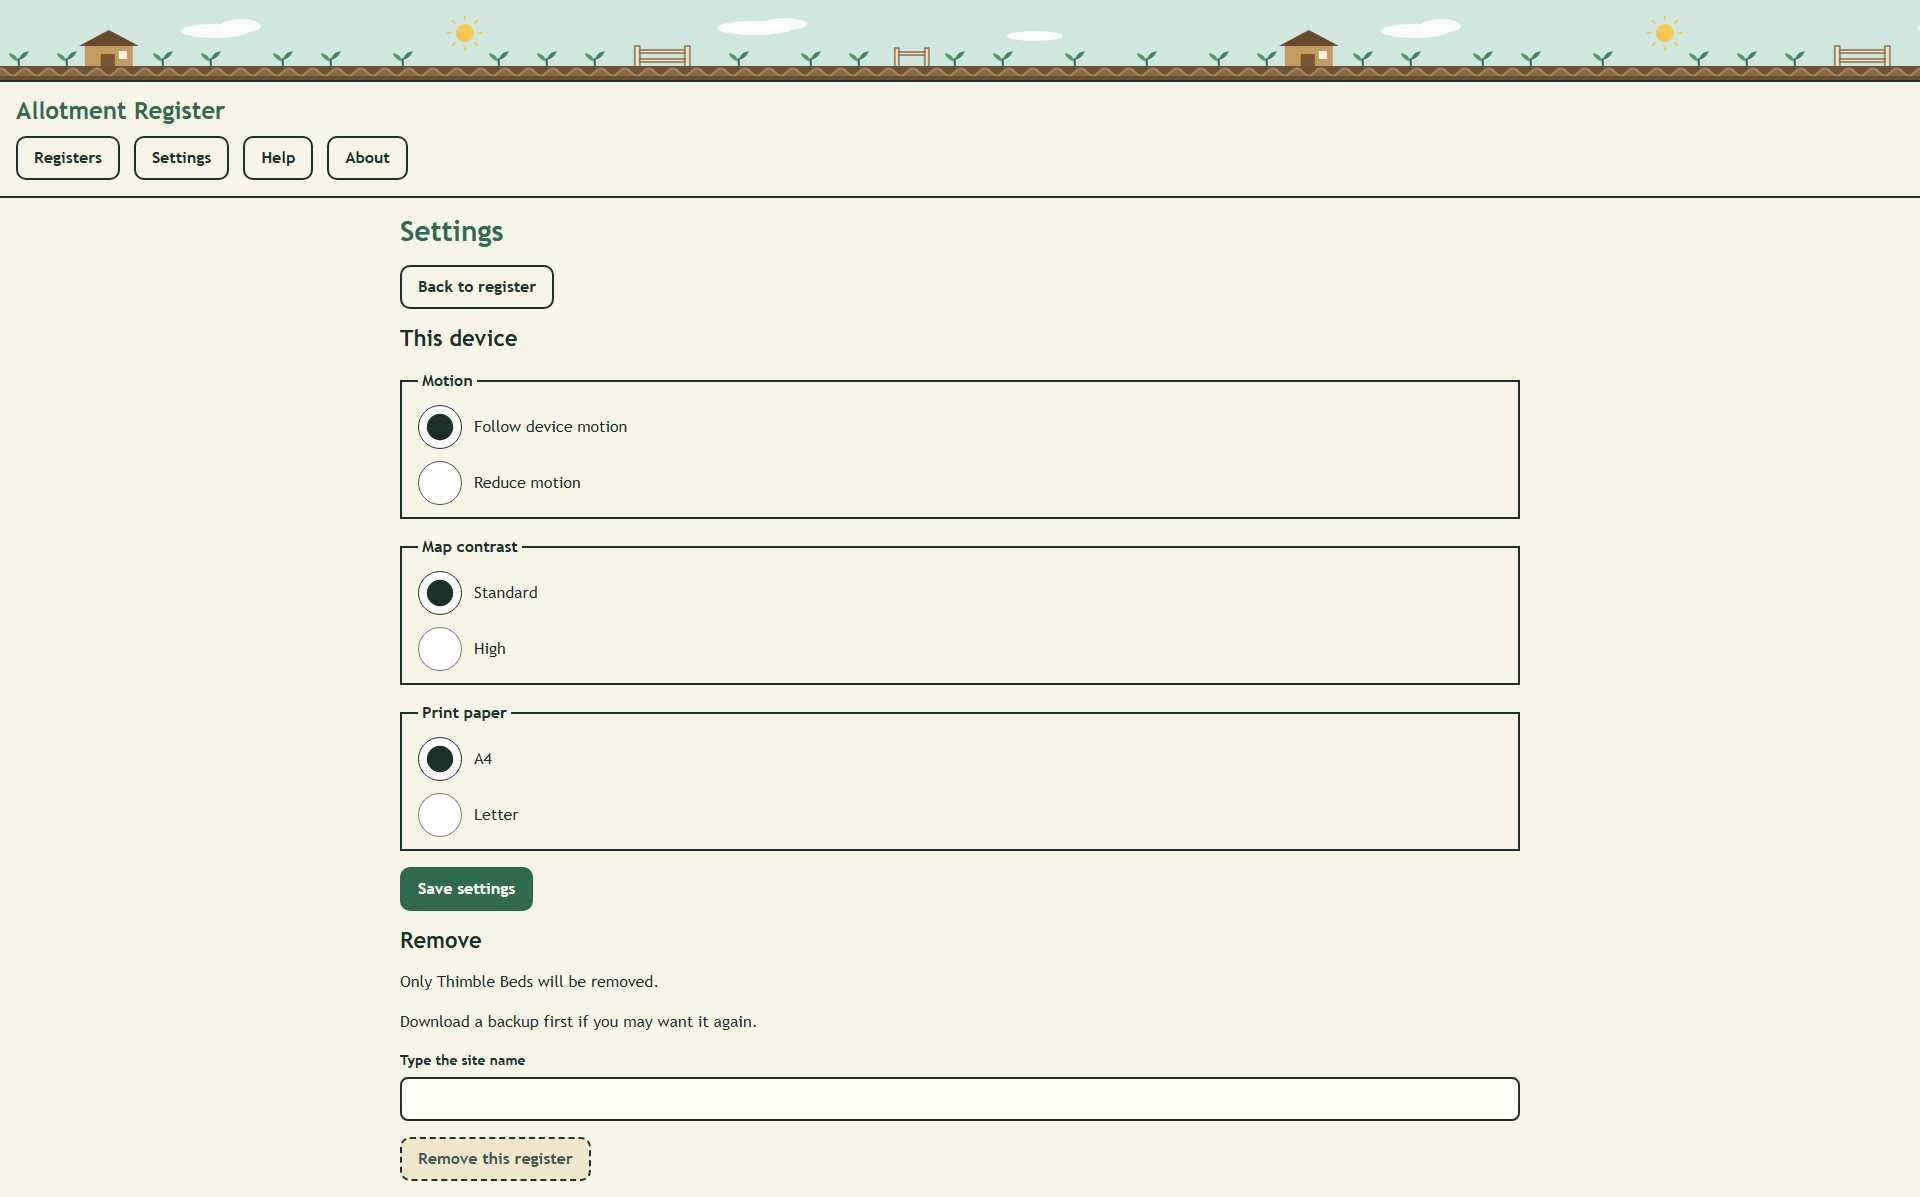 Allotment Register
Registers Settings Help About
Settings
Back to register
This device
Motion
Follow device motion
Reduce motion
Map contrast
Standard
High
Print paper
A4
Letter
Save settings
Remove
Only Thimble Beds will be removed.
Download a backup first if you may want it again.
Type the site name
Remove this register